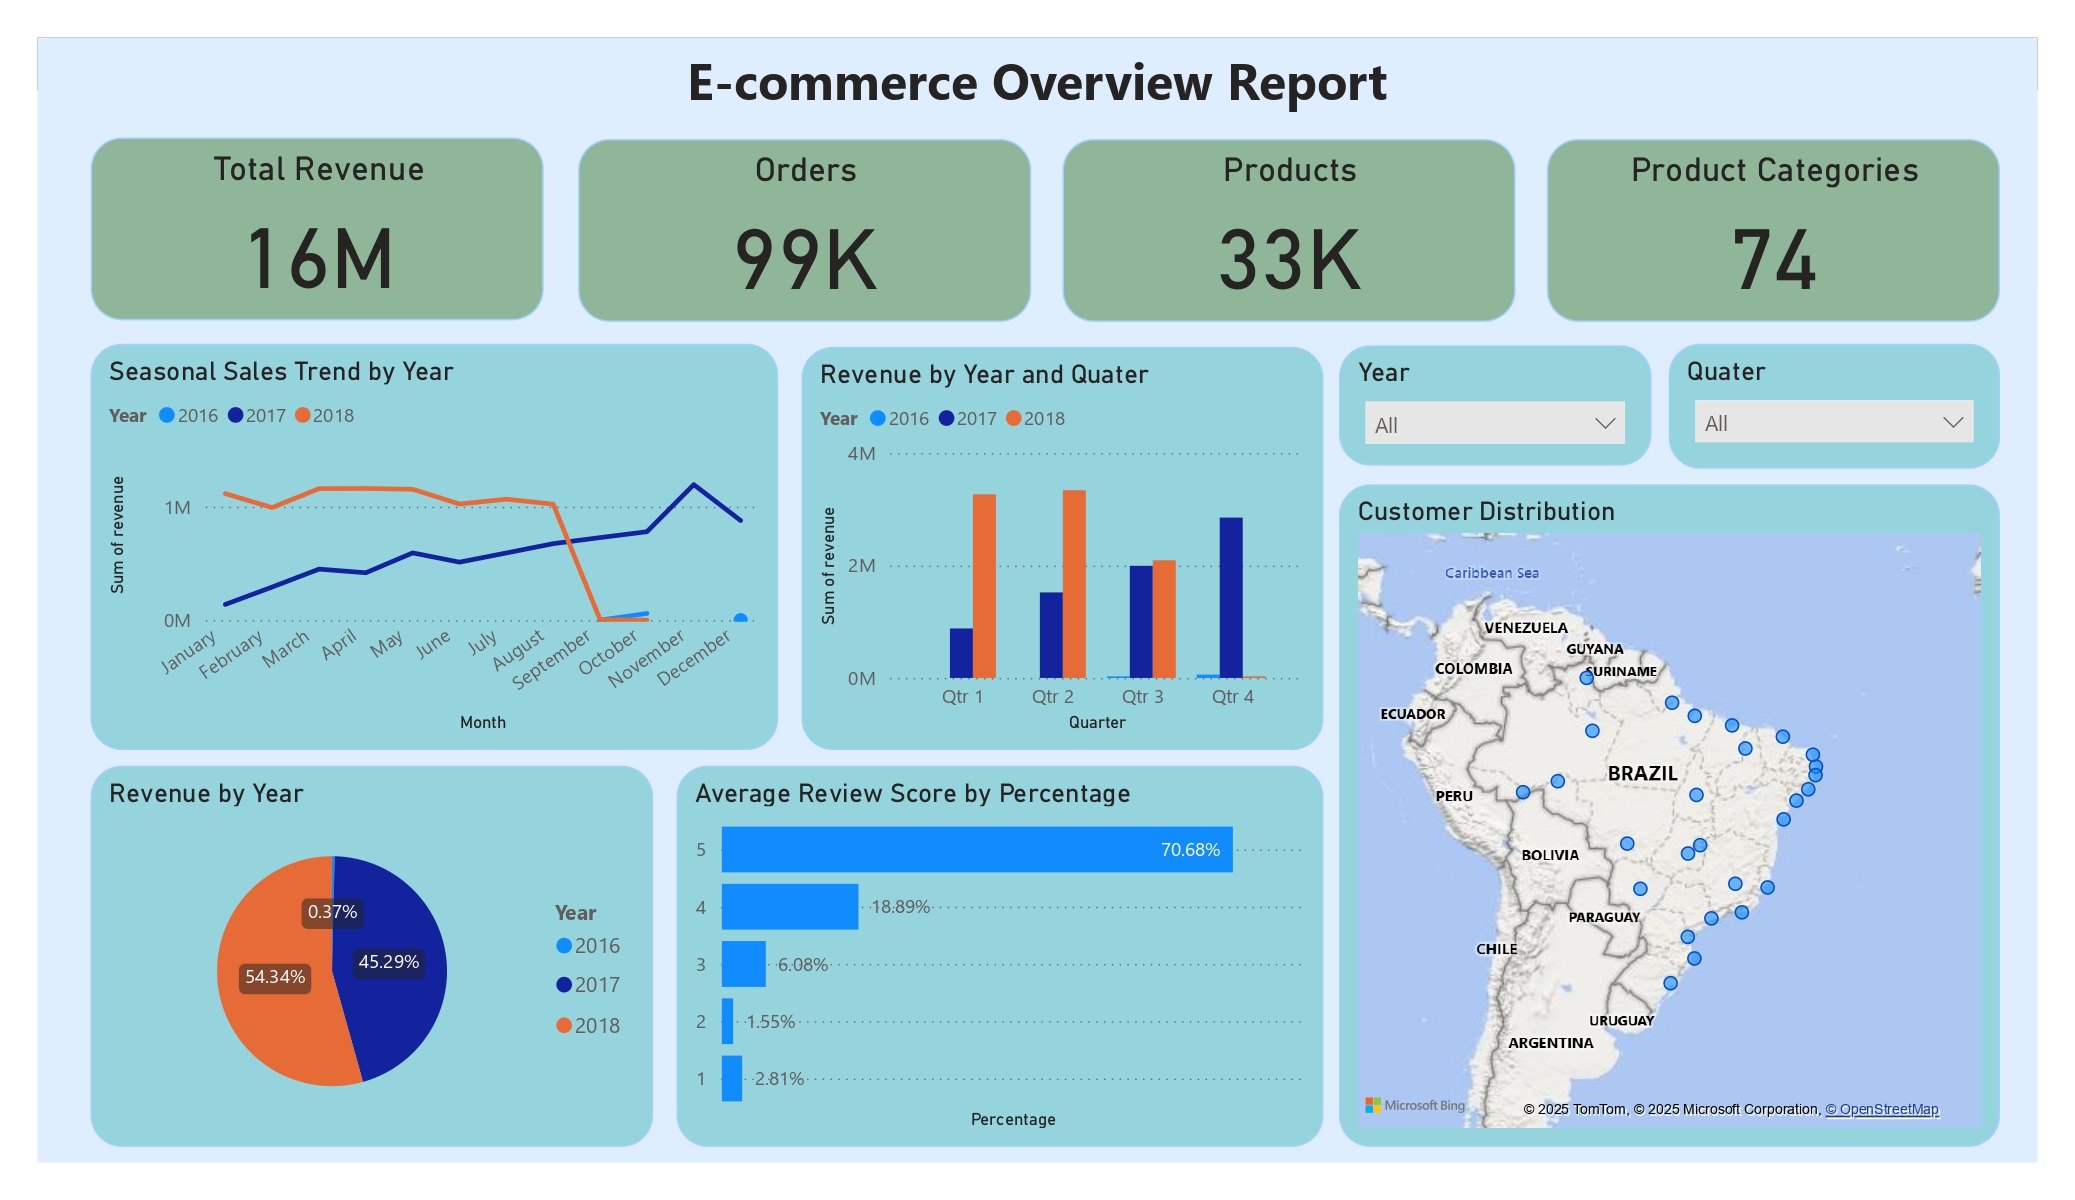 E-commerce Overview Report
Total Revenue
16M
Orders
99K
Products
33K
Product Categories
74
Seasonal Sales Trend by Year
Year 2016 2017 2018
Sum of revenue
1M
0M
January February March April May June July August September October November December
Month
Revenue by Year and Quater
Year 2016 2017 2018
Sum of revenue
4M
2M
0M
Qtr 1 Qtr 2 Qtr 3 Qtr 4
Quarter
Year
All
Quater
All
Customer Distribution
Caribbean Sea
VENEZUELA
GUYANA
COLOMBIA
SURINAME
ECUADOR
BRAZIL
PERU
BOLIVIA
PARAGUAY
CHILE
URUGUAY
ARGENTINA
Microsoft Bing
© 2025 TomTom, © 2025 Microsoft Corporation, © OpenStreetMap
Revenue by Year
0.37%
45.29%
54.34%
Year
2016
2017
2018
Average Review Score by Percentage
5 70.68%
4 18.89%
3 6.08%
2 1.55%
1 2.81%
Percentage